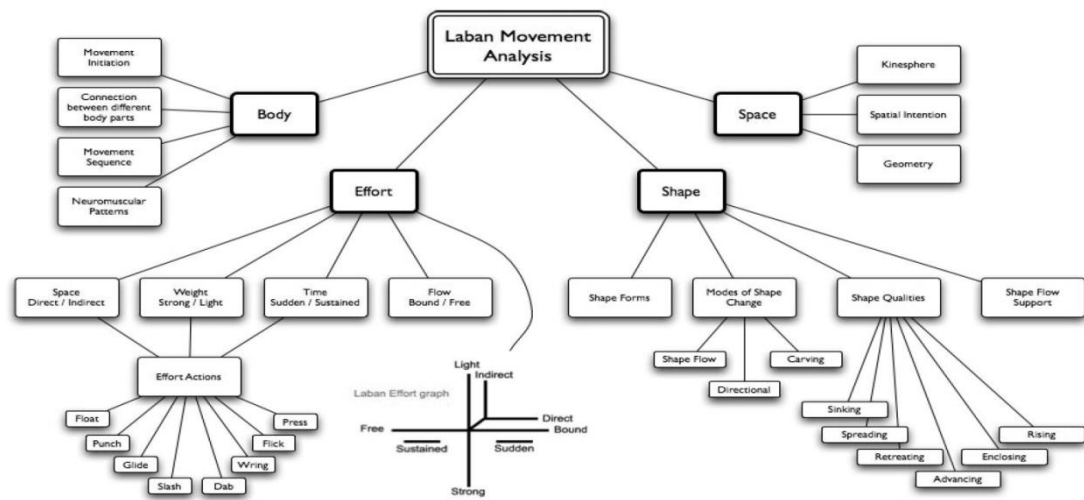 Laban Movement
Analysis
Movement
Initiation
Connection
between different
body parts
Movement
Sequence
Neuromuscular
Patterns
Body
Space
Kinesphere
Spatial Intention
Geometry
Effort
Shape
Space
Direct / Indirect
Weight
Strong / Light
Time
Sudden / Sustained
Flow
Bound / Free
Shape Forms
Modes of Shape
Change
Shape Qualities
Shape Flow
Support
Effort Actions
Float
Punch
Glide
Slash
Dab
Wring
Flick
Press
Laban Effort graph
Light
Indirect
Direct
Free
Bound
Sustained
Sudden
Strong
Shape Flow
Directional
Carving
Sinking
Spreading
Retreating
Advancing
Enclosing
Rising